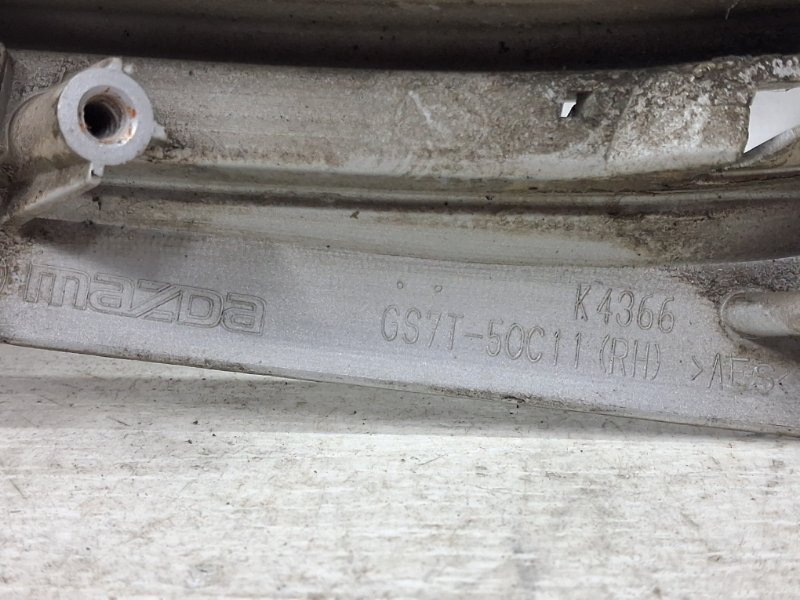 mazda
K4366
GS7T-50C11(RH) >AES<